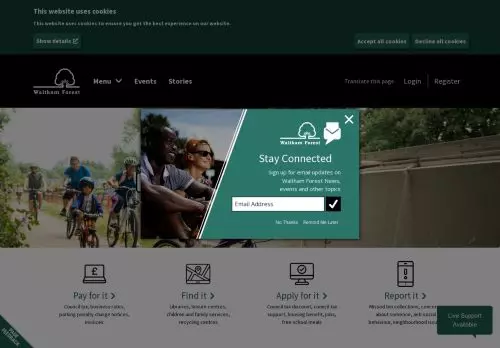 This website uses cookies
This website uses cookies to ensure you get the best experience on our website.
Show details
Accept all cookies
Decline all cookies
Waltham Forest
Menu
Events
Stories
Translate this page
Login
Register
Waltham Forest
Stay Connected
Sign up for email updates on
Waltham Forest News,
events and other topics
Email Address
No Thanks
Remind Me Later
Pay for it
Council tax, business rates,
parking penalty charge notices,
invoices
Find it
Libraries, leisure centres,
children and family services,
recycling centres
Apply for it
Council tax discount, council tax
support, housing benefit, jobs,
free school meals
Report it
Missed bin collections,
about someone, anti-social
behaviour, neighbourhood
Live Support
Available
YOUR
FEEDBACK